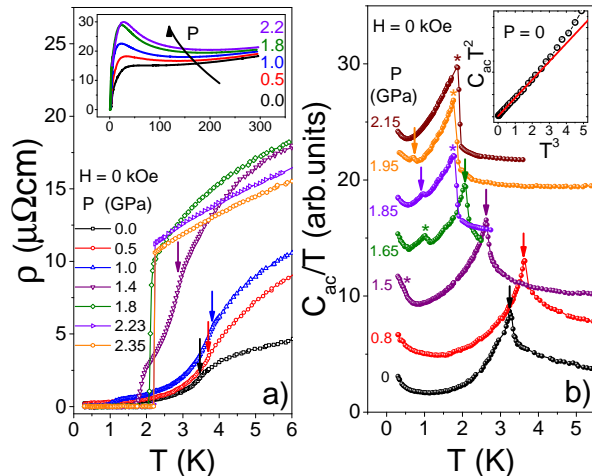 30
20
10
0
0
100
200
300
P
2.2
1.8
1.0
0.5
0.0
25
20
15
10
5
0
ρ (μΩcm)
H = 0 kOe
P (GPa)
0.0
0.5
1.0
1.4
1.8
2.23
2.35
a)
0 1 2 3 4 5 6
T (K)
H = 0 kOe
P = 0
C_ac T^2
0 1 2 3 4 5
T^3
P
(GPa)
2.15
1.95
1.85
1.65
1.5
0.8
0
* * * * * * *
30
20
10
0
C_ac/T (arb.units)
b)
0 1 2 3 4 5
T (K)